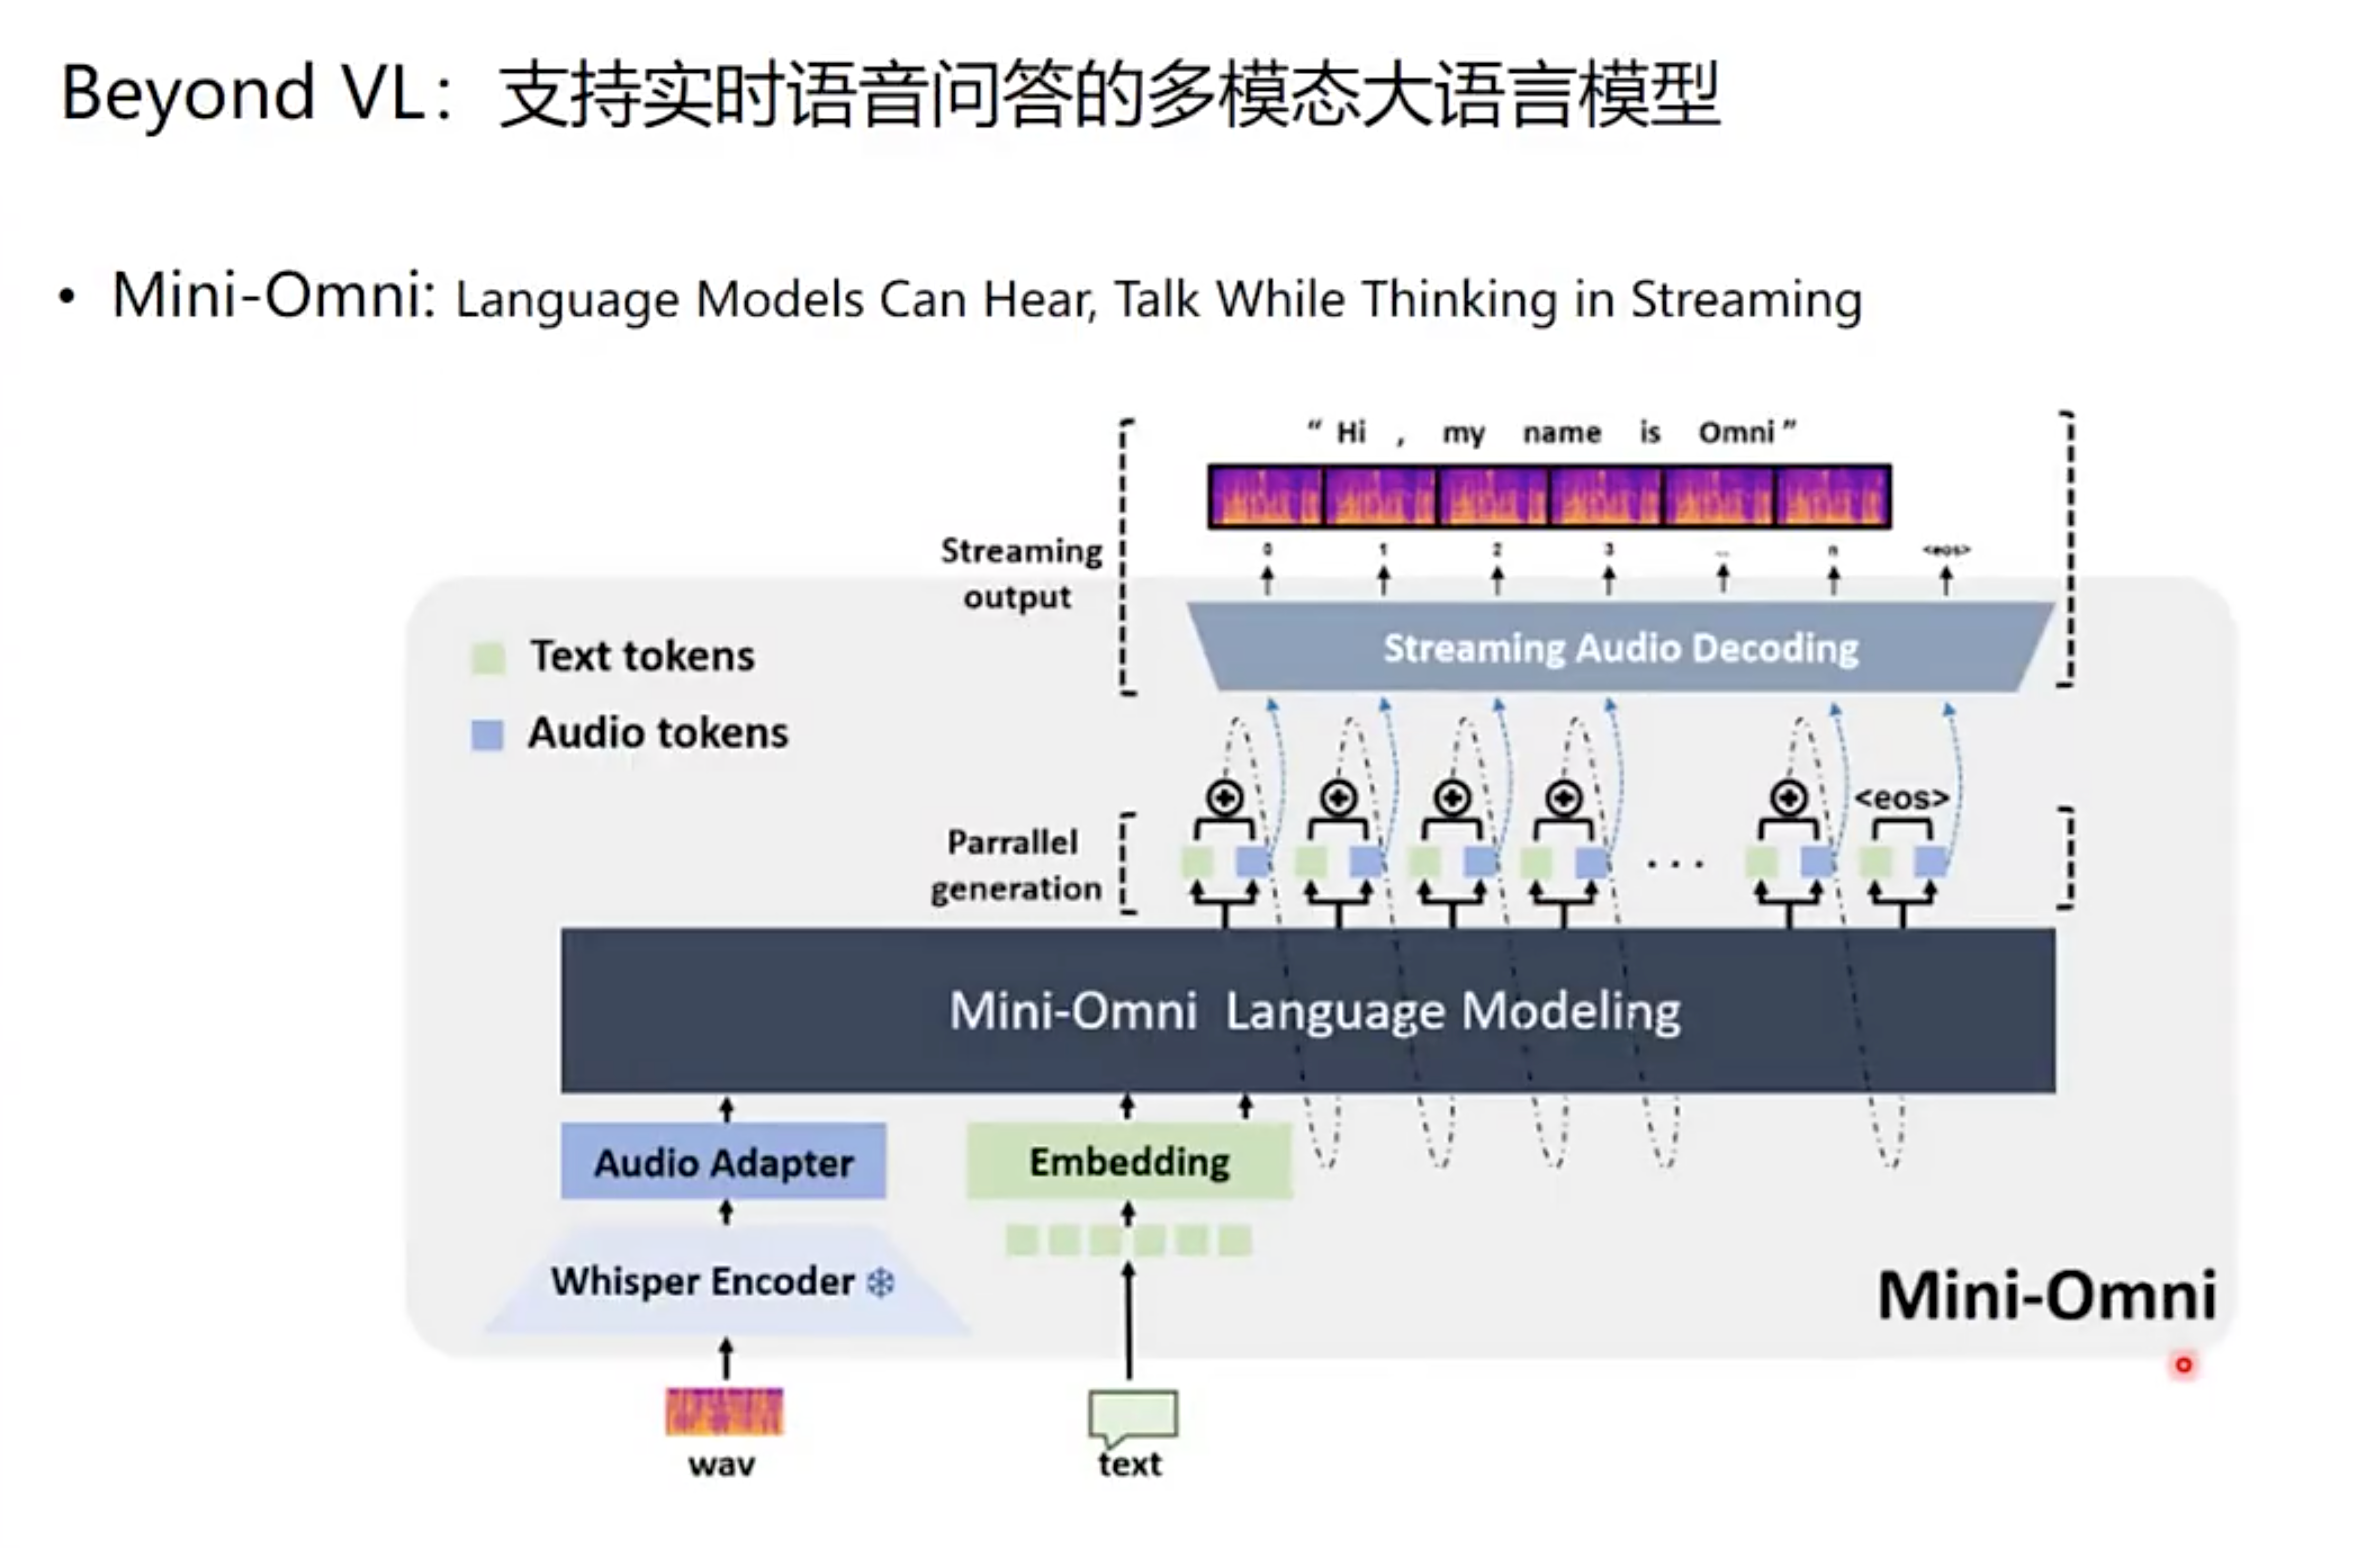 Beyond VL：支持实时语音问答的多模态大语言模型
• Mini-Omni: Language Models Can Hear, Talk While Thinking in Streaming
“ Hi , my name is Omni ”
Streaming
output
0 1 2 3 ... n <eos>
Streaming Audio Decoding
Text tokens
Audio tokens
<eos>
Parrallel
generation
...
Mini-Omni Language Modeling
Audio Adapter
Embedding
Whisper Encoder
Mini-Omni
wav
text